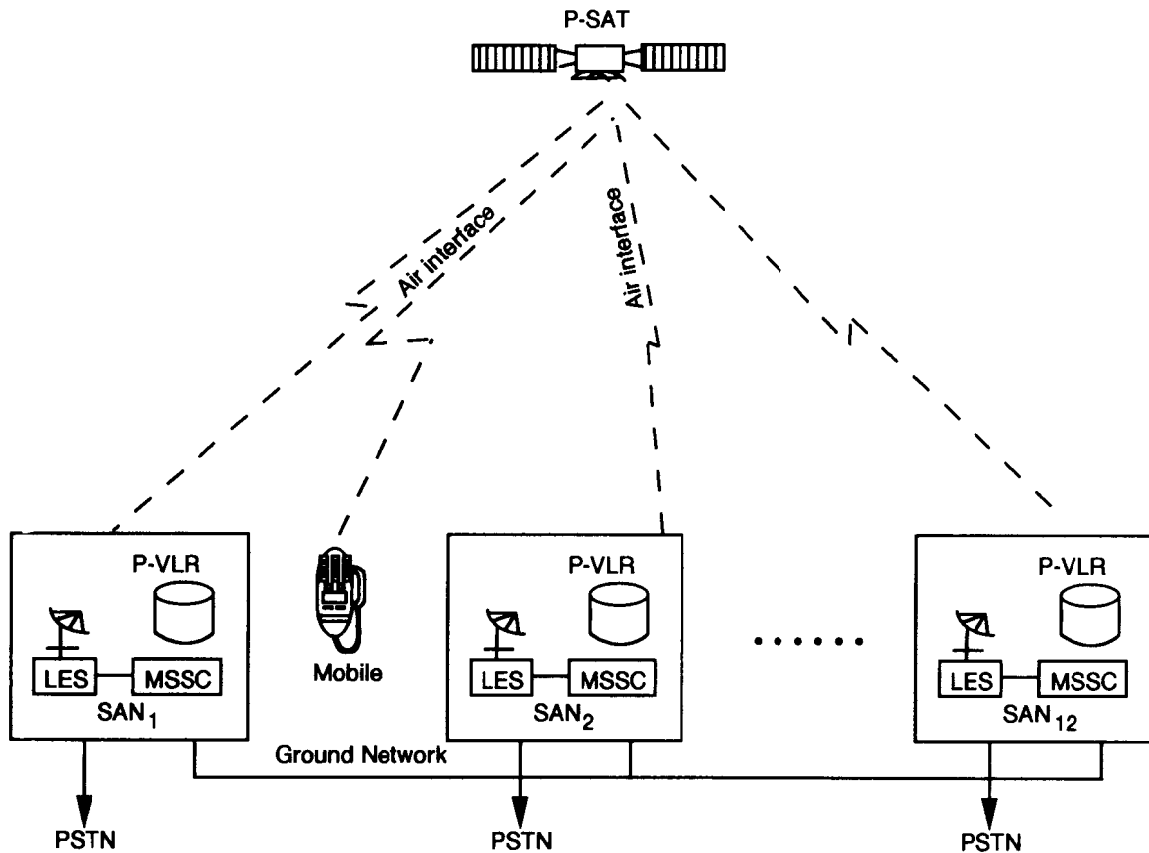 P-SAT
Air interface
Air interface
P-VLR
LES
MSSC
SAN1
Mobile
P-VLR
LES
MSSC
SAN2
......
P-VLR
LES
MSSC
SAN12
Ground Network
PSTN
PSTN
PSTN